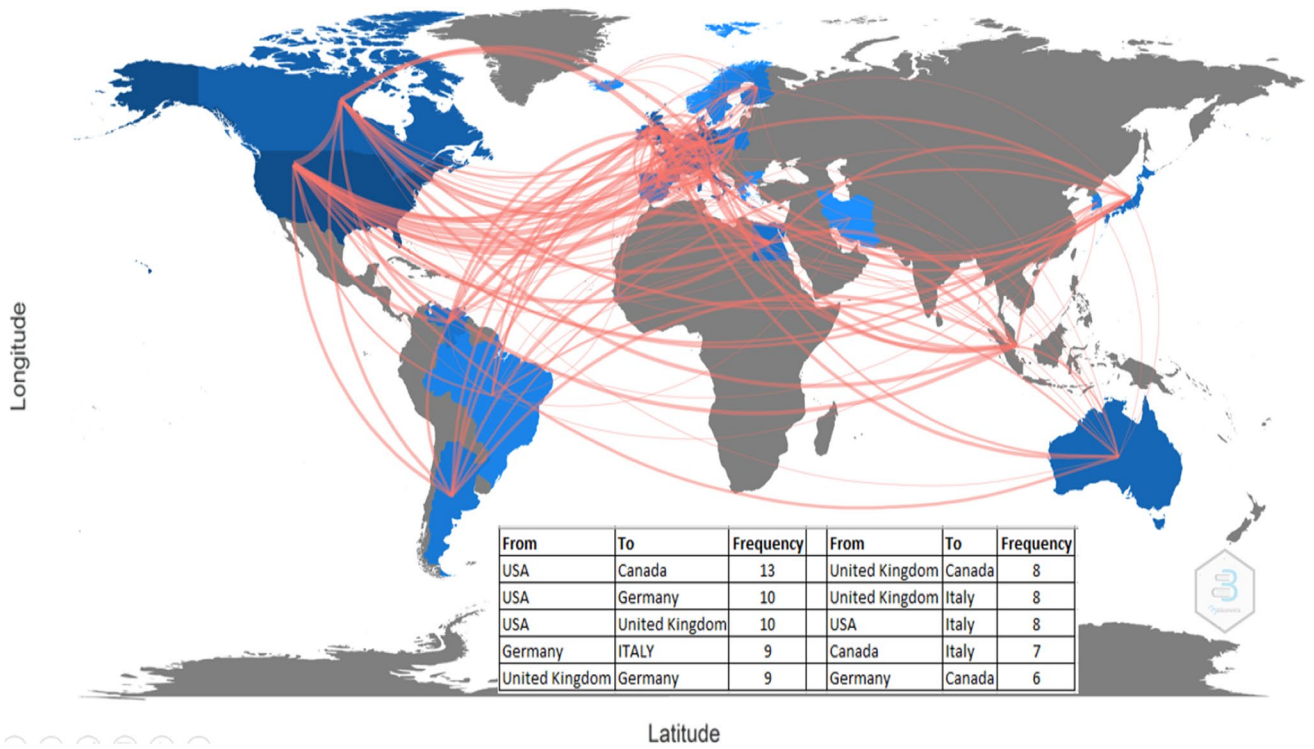 Longitude
From To Frequency From To Frequency
USA Canada 13 United Kingdom Canada 8
USA Germany 10 United Kingdom Italy 8
USA United Kingdom 10 USA Italy 8
Germany ITALY 9 Canada Italy 7
United Kingdom Germany 9 Germany Canada 6
Latitude